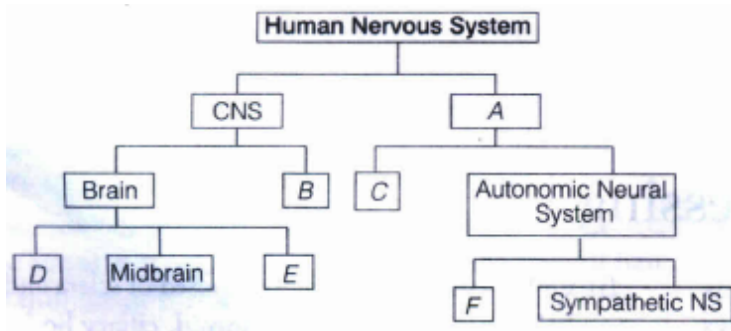 Human Nervous System
CNS
A
Brain
B
C
Autonomic Neural
System
D
Midbrain
E
F
Sympathetic NS